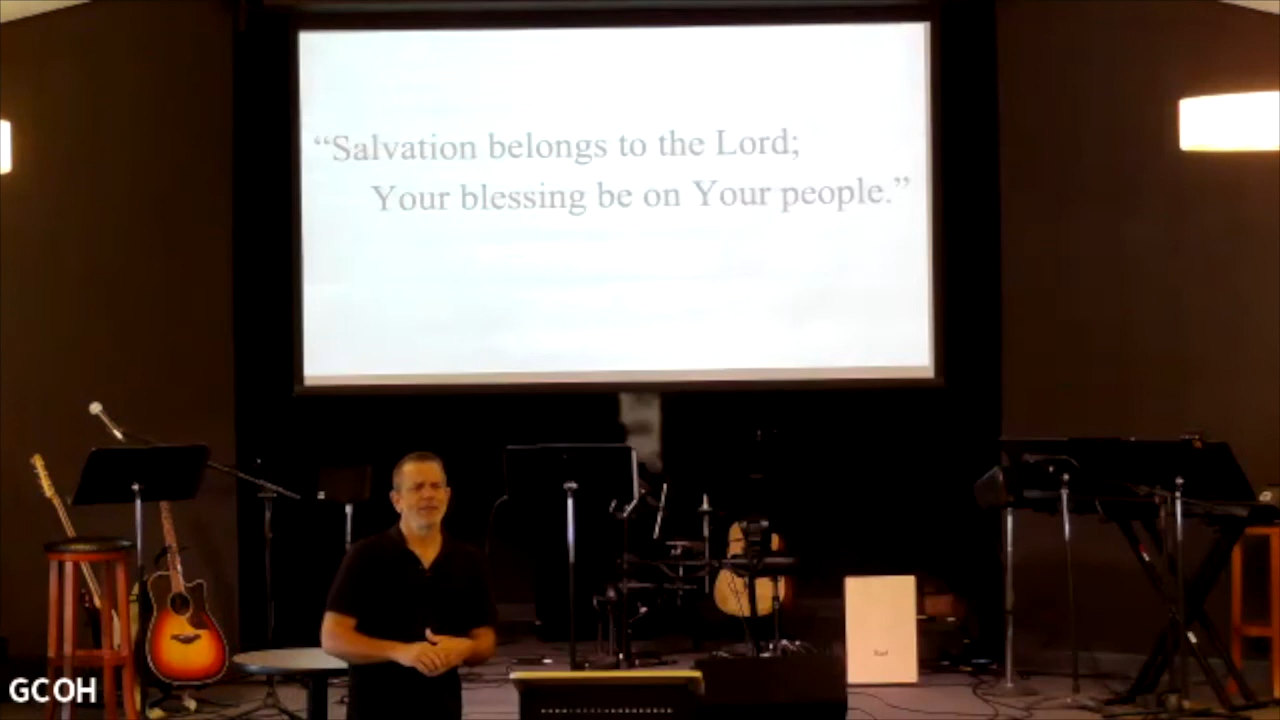 “Salvation belongs to the Lord;
Your blessing be on Your people.”
GCOH